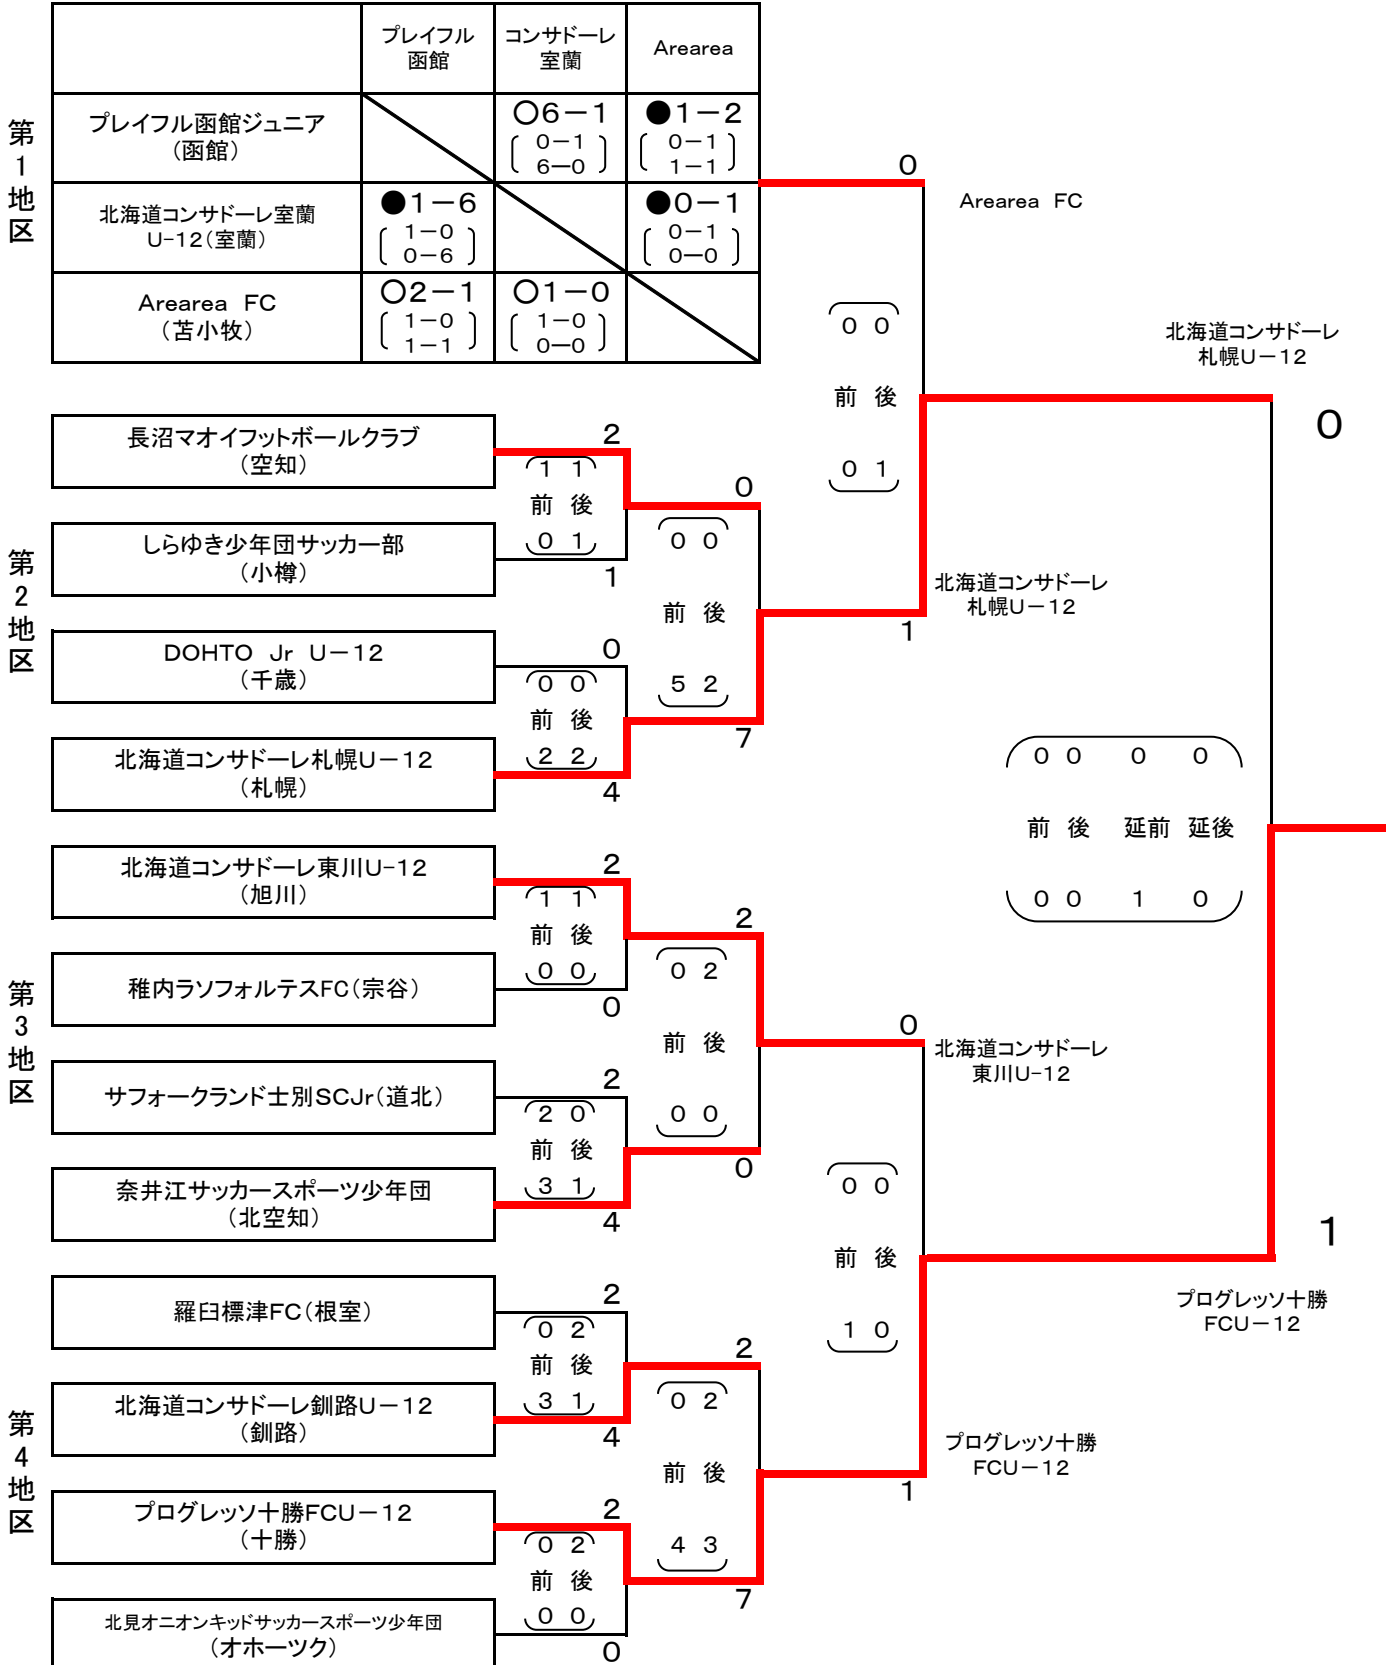 プレイフル
函館
コンサドーレ
室蘭
Ａｒｅａｒｅａ
第
1
地
区
プレイフル函館ジュニア
（函館）
○６－１
０－１
６―０
●１－２
０－１
１－１
北海道コンサドーレ室蘭
Ｕ-１２（室蘭）
●１－６
１－０
０－６
●０－１
０－１
０―０
Ａｒｅａｒｅａ　ＦＣ
（苫小牧）
○２－１
１－０
１－１
○１－０
１－０
０―０
０
Ａｒｅａｒｅａ　ＦＣ
０ ０
前 後
０ １
北海道コンサドーレ
札幌Ｕ－１２
０
第
2
地
区
長沼マオイフットボールクラブ
（空知）
２
１ １
前 後
０ １
しらゆき少年団サッカー部
（小樽）
１
０
０ ０
前 後
５ ２
ＤＯＨＴＯ　Ｊｒ　Ｕ－１２
（千歳）
０
０ ０
前 後
２ ２
北海道コンサドーレ札幌Ｕ－１２
（札幌）
４
７
北海道コンサドーレ
札幌Ｕ－１２
１
０ ０ ０ ０
前 後 延前 延後
０ ０ １ ０
第
3
地
区
北海道コンサドーレ東川U-１２
（旭川）
２
１ １
前 後
０ ０
稚内ラソフォルテスFC（宗谷）
０
２
０ ２
前 後
０ ０
サフォークランド士別ＳＣＪｒ（道北）
２
２ ０
前 後
３ １
奈井江サッカースポーツ少年団
（北空知）
４
０
０
北海道コンサドーレ
東川U-１２
０ ０
前 後
１ ０
１
プログレッソ十勝
ＦＣＵ－１２
第
4
地
区
羅臼標津ＦＣ（根室）
２
０ ２
前 後
３ １
北海道コンサドーレ釧路Ｕ－１２
（釧路）
４
２
０ ２
前 後
４ ３
プログレッソ十勝ＦＣＵ－１２
（十勝）
２
０ ２
前 後
０ ０
北見オニオンキッドサッカースポーツ少年団
（オホーツク）
０
７
１
プログレッソ十勝
ＦＣＵ－１２